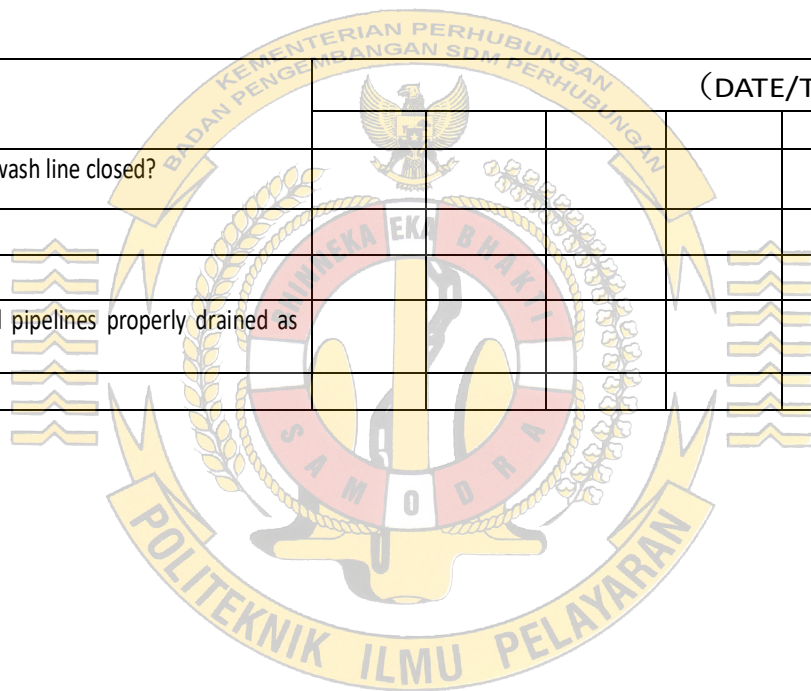 KEMENTERIAN PERHUBUNGAN
BADAN PENGEMBANGAN SDM PERHUBUNGAN
(DATE/T
wash line closed?
BHINNEKA EKA BHAKTI
pipelines properly drained as
SAMODRA
POLITEKNIK ILMU PELAYARAN